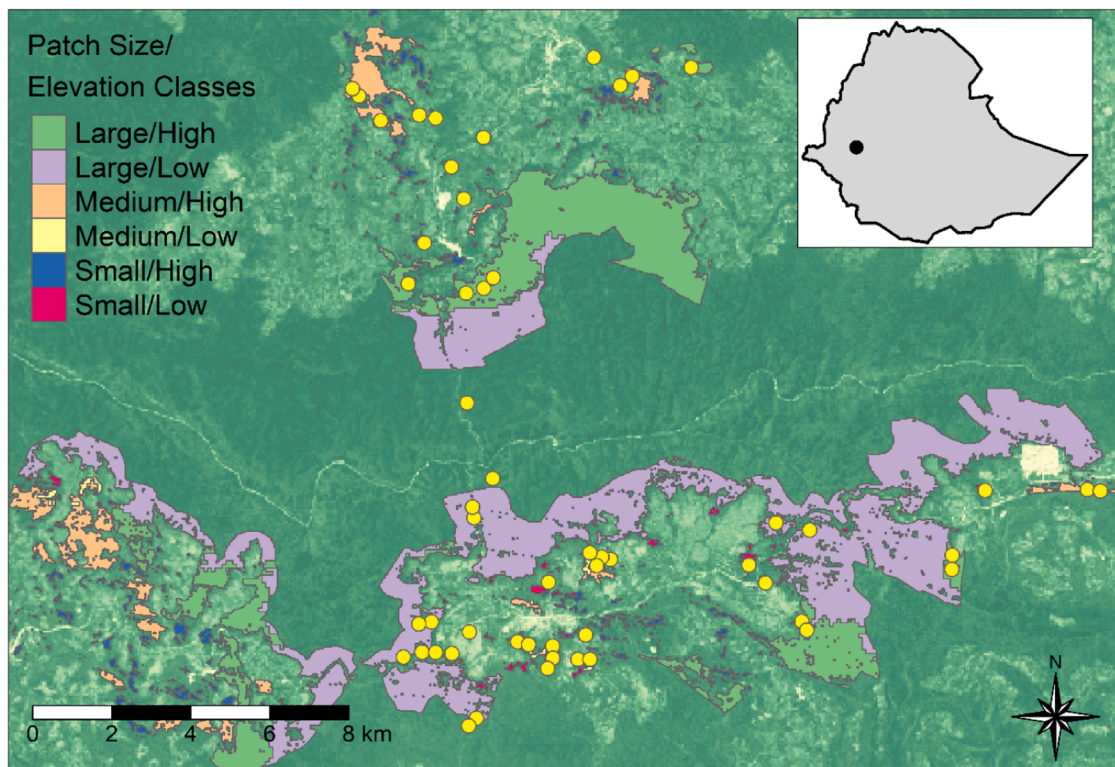 Patch Size/
Elevation Classes
Large/High
Large/Low
Medium/High
Medium/Low
Small/High
Small/Low
N
0 2 4 6 8 km